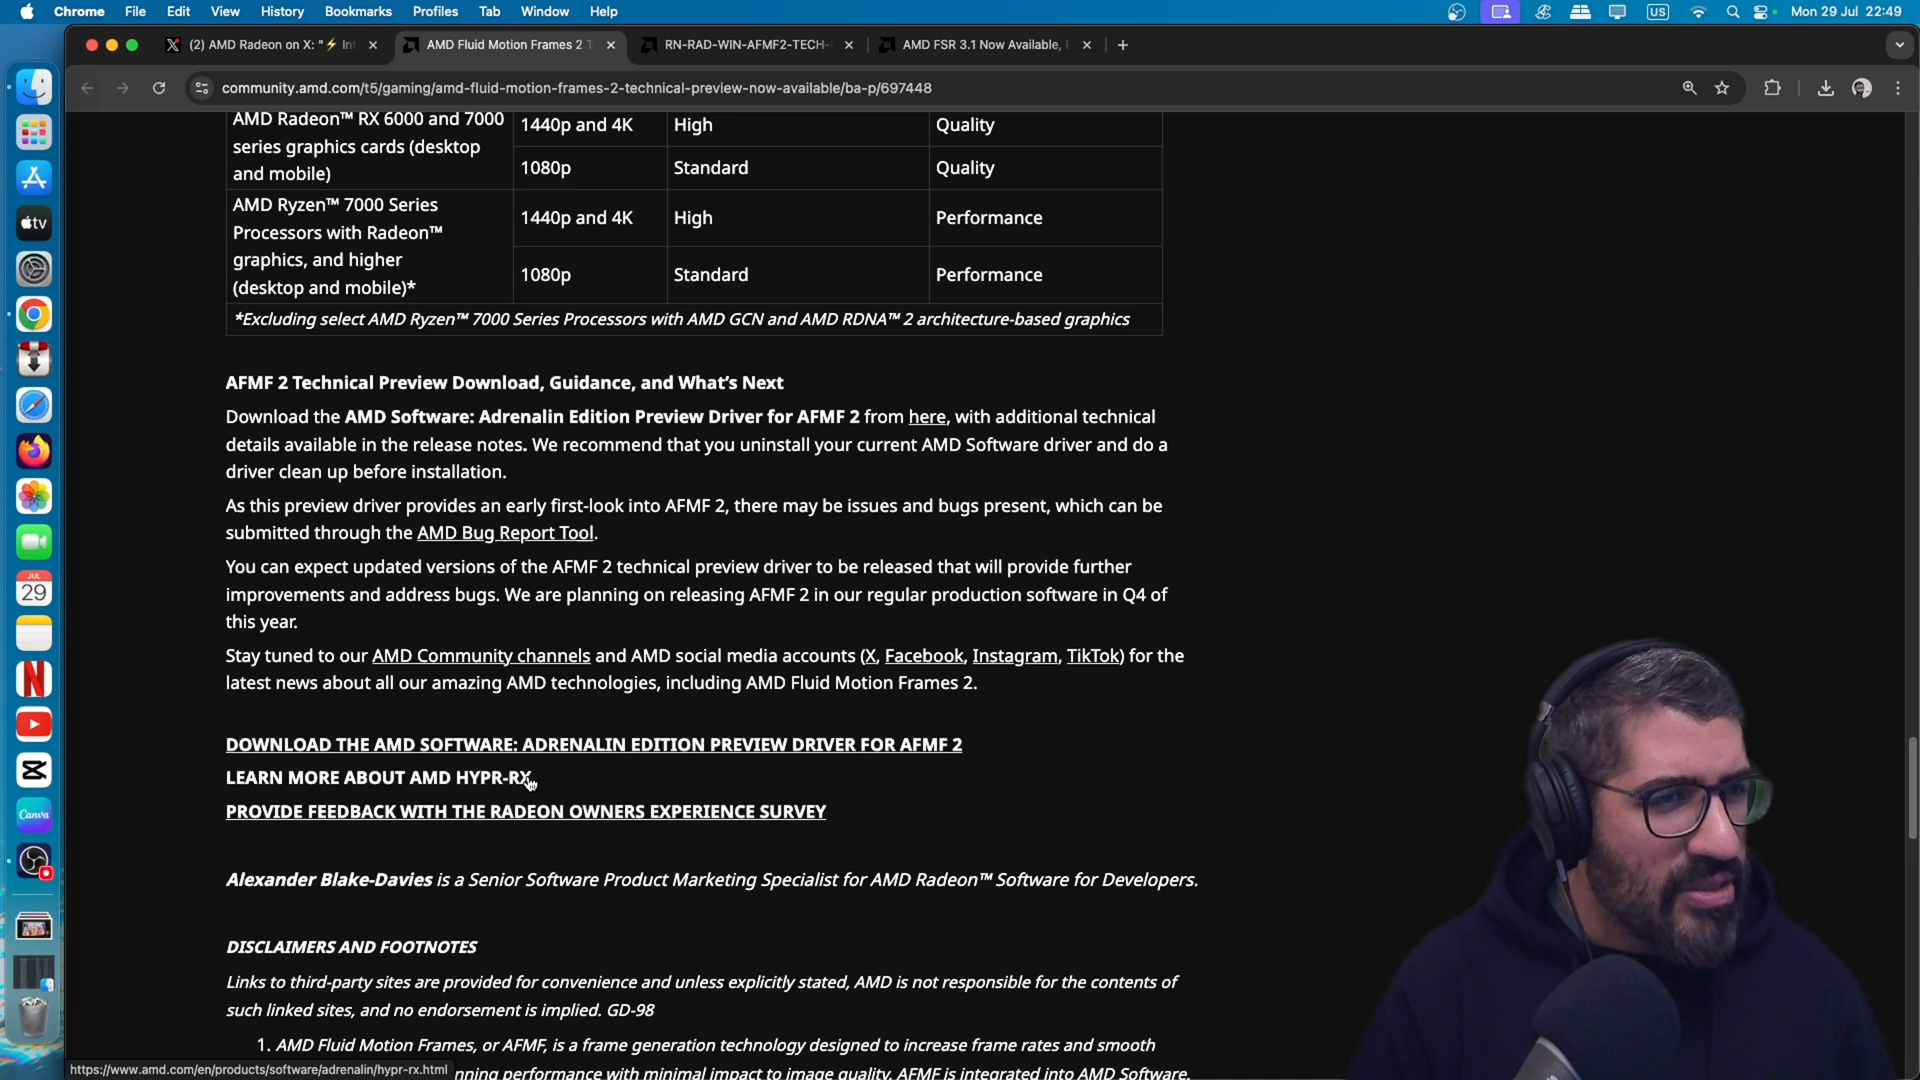 Chrome File Edit View History Bookmarks Profiles Tab Window Help US Mon 29 Jul 22:49
(2) AMD Radeon on X: "⚡ In AMD Fluid Motion Frames 2 T RN-RAD-WIN-AFMF2-TECH- AMD FSR 3.1 Now Available,
community.amd.com/t5/gaming/amd-fluid-motion-frames-2-technical-preview-now-available/ba-p/697448
AMD Radeon™ RX 6000 and 7000
series graphics cards (desktop
and mobile)
1440p and 4K High Quality
1080p Standard Quality
AMD Ryzen™ 7000 Series
Processors with Radeon™
graphics, and higher
(desktop and mobile)*
1440p and 4K High Performance
1080p Standard Performance
*Excluding select AMD Ryzen™ 7000 Series Processors with AMD GCN and AMD RDNA™ 2 architecture-based graphics
AFMF 2 Technical Preview Download, Guidance, and What's Next
Download the AMD Software: Adrenalin Edition Preview Driver for AFMF 2 from here, with additional technical
details available in the release notes. We recommend that you uninstall your current AMD Software driver and do a
driver clean up before installation.
As this preview driver provides an early first-look into AFMF 2, there may be issues and bugs present, which can be
submitted through the AMD Bug Report Tool.
You can expect updated versions of the AFMF 2 technical preview driver to be released that will provide further
improvements and address bugs. We are planning on releasing AFMF 2 in our regular production software in Q4 of
this year.
Stay tuned to our AMD Community channels and AMD social media accounts (X, Facebook, Instagram, TikTok) for the
latest news about all our amazing AMD technologies, including AMD Fluid Motion Frames 2.
DOWNLOAD THE AMD SOFTWARE: ADRENALIN EDITION PREVIEW DRIVER FOR AFMF 2
LEARN MORE ABOUT AMD HYPR-RX
PROVIDE FEEDBACK WITH THE RADEON OWNERS EXPERIENCE SURVEY
Alexander Blake-Davies is a Senior Software Product Marketing Specialist for AMD Radeon™ Software for Developers.
DISCLAIMERS AND FOOTNOTES
Links to third-party sites are provided for convenience and unless explicitly stated, AMD is not responsible for the contents of
such linked sites, and no endorsement is implied. GD-98
1. AMD Fluid Motion Frames, or AFMF, is a frame generation technology designed to increase frame rates and smooth
performance with minimal impact to image quality. AFMF is integrated into AMD Software.
https://www.amd.com/en/products/software/adrenalin/hypr-rx.html
tv
JUL
29
N
Canva